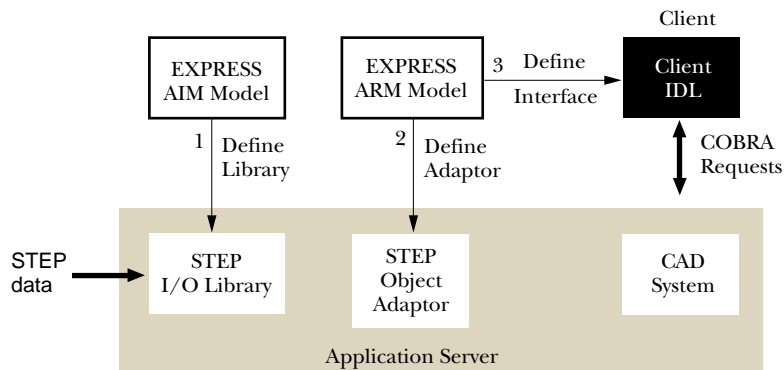 Client
EXPRESS
AIM Model
EXPRESS
ARM Model
3 Define
Interface
Client
IDL
1 Define
Library
2 Define
Adaptor
COBRA
Requests
STEP
data
STEP
I/O Library
STEP
Object
Adaptor
CAD
System
Application Server